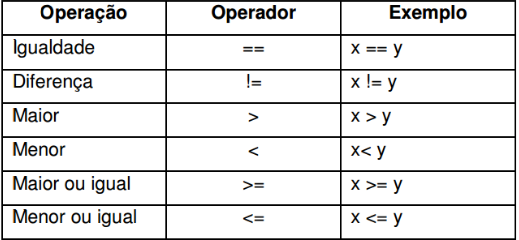 Operação Operador Exemplo
Igualdade == x == y
Diferença != x != y
Maior > x > y
Menor < x< y
Maior ou igual >= x >= y
Menor ou igual <= x <= y